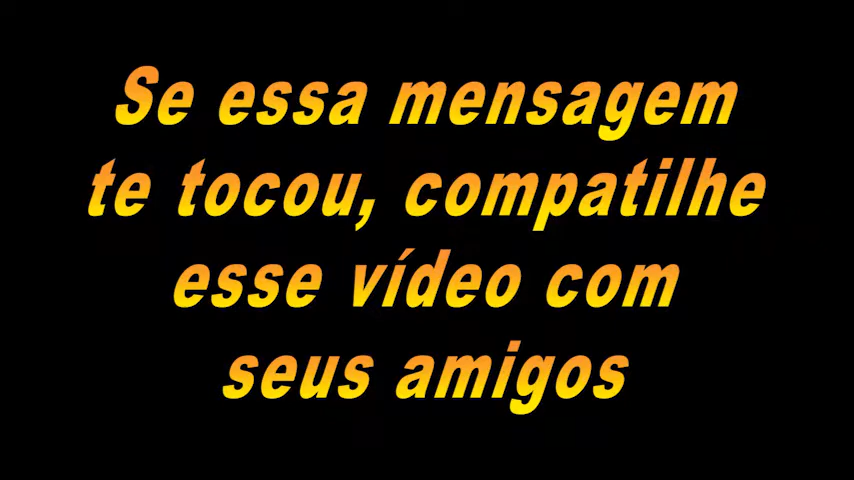 Se essa mensagem
te tocou, compatilhe
esse vídeo com
seus amigos